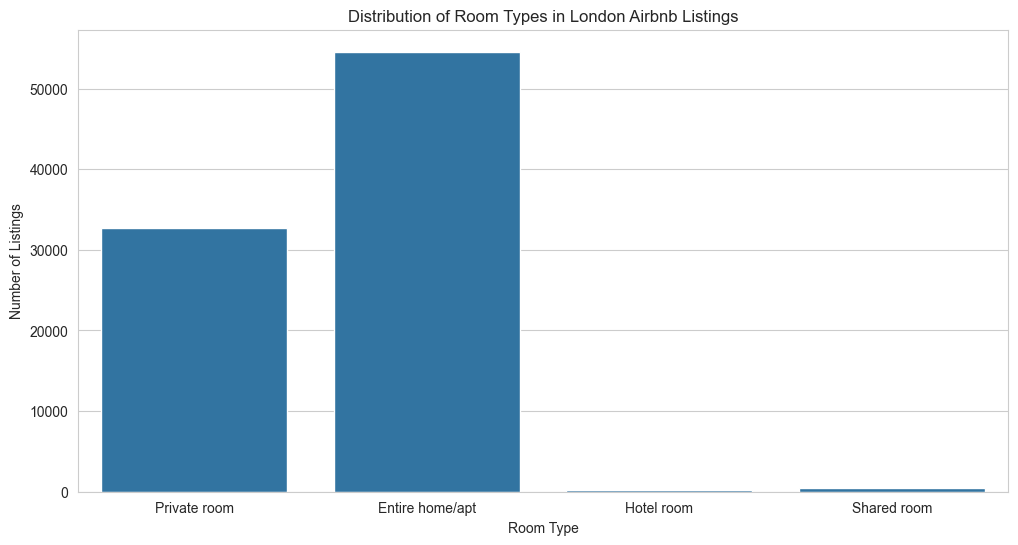 Distribution of Room Types in London Airbnb Listings
Number of Listings
50000
40000
30000
20000
10000
0
Private room
Entire home/apt
Hotel room
Shared room
Room Type